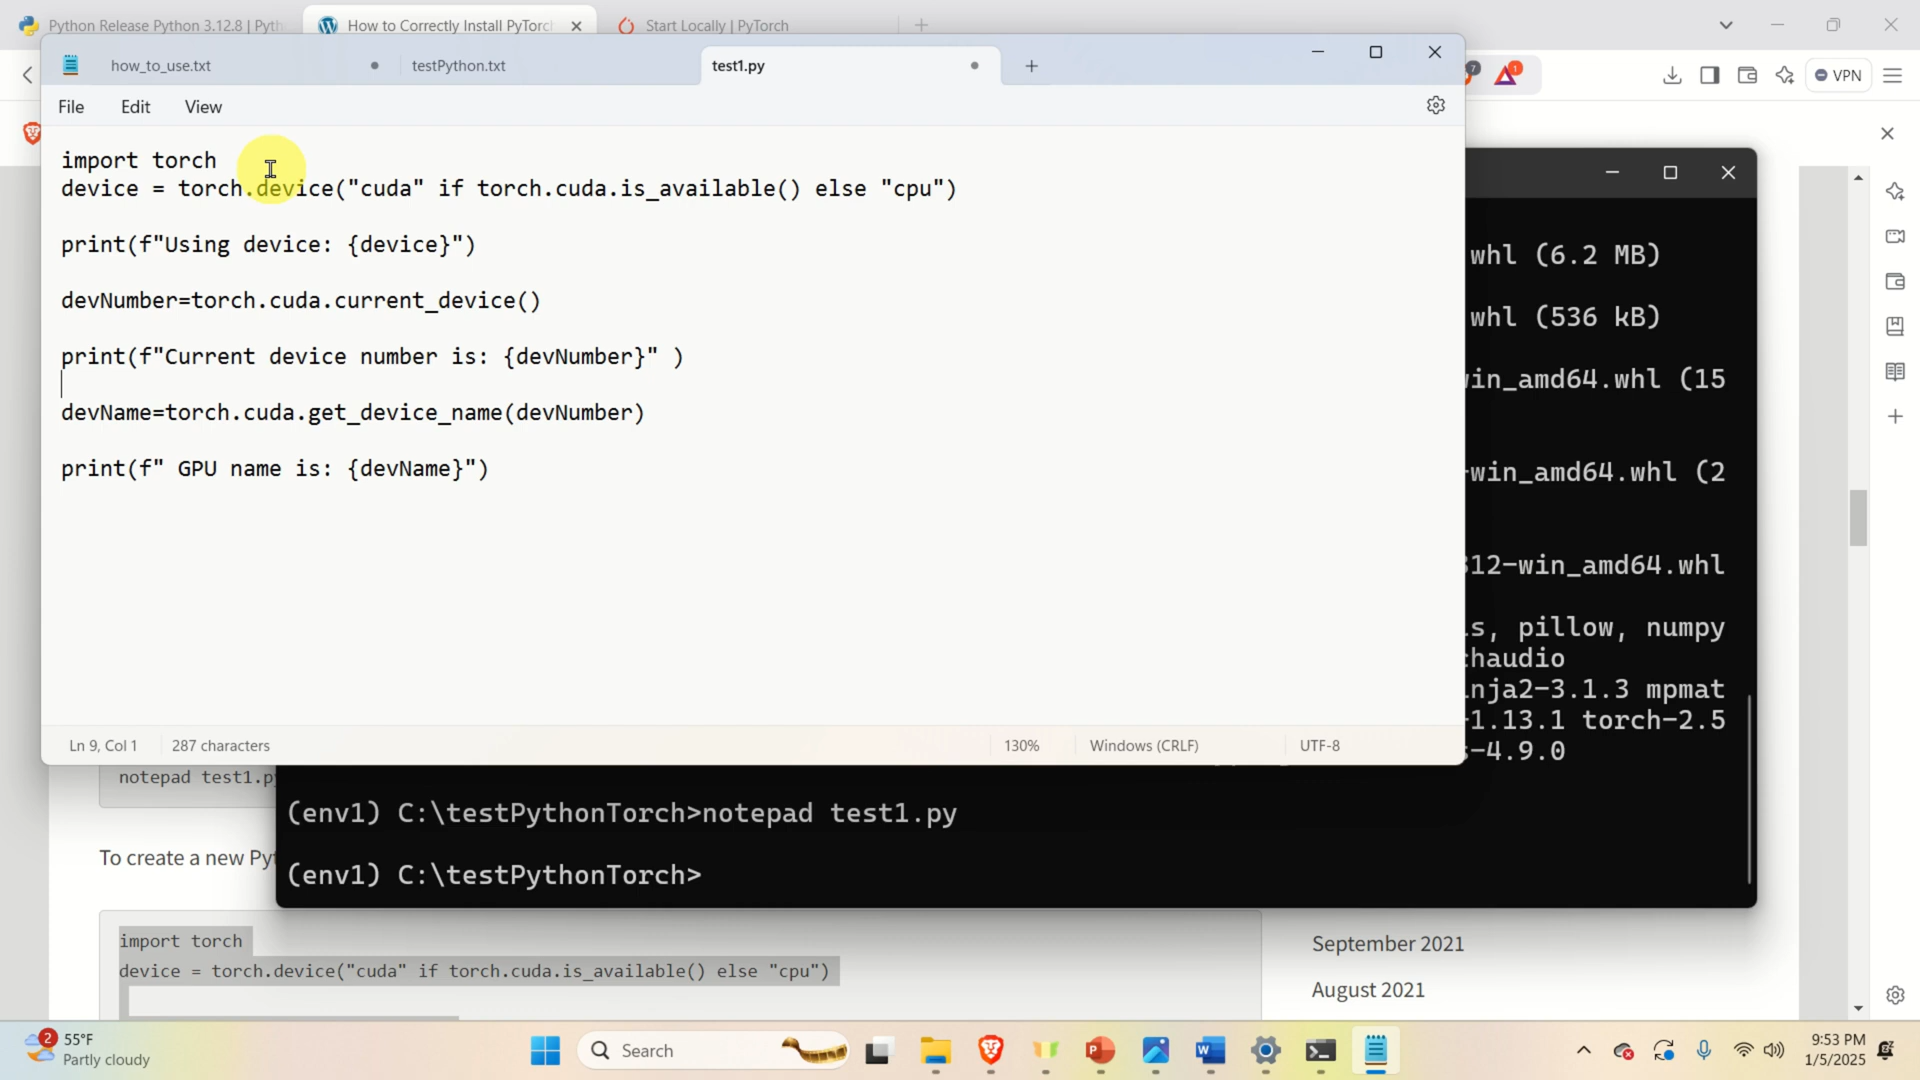 Python Release Python 3.12.8 | Pyth
How to Correctly Install PyTorc
Start Locally | PyTorch
how_to_use.txt
testPython.txt
test1.py
File
Edit
View
7
1
VPN
import torch
device = torch.device("cuda" if torch.cuda.is_available() else "cpu")
print(f"Using device: {device}")
devNumber=torch.cuda.current_device()
print(f"Current device number is: {devNumber}" )
devName=torch.cuda.get_device_name(devNumber)
print(f" GPU name is: {devName}")
Ln 9, Col 1
287 characters
130%
Windows (CRLF)
UTF-8
whl (6.2 MB)
whl (536 kB)
win_amd64.whl (15
-win_amd64.whl (2
312-win_amd64.whl
s, pillow, numpy
haudio
nja2-3.1.3 mpmat
-1.13.1 torch-2.5
s-4.9.0
(env1) C:\testPythonTorch>notepad test1.py
(env1) C:\testPythonTorch>
notepad test1.py
To create a new Pyt
import torch
device = torch.device("cuda" if torch.cuda.is_available() else "cpu")
September 2021
August 2021
2
55°F
Partly cloudy
Search
9:53 PM
1/5/2025